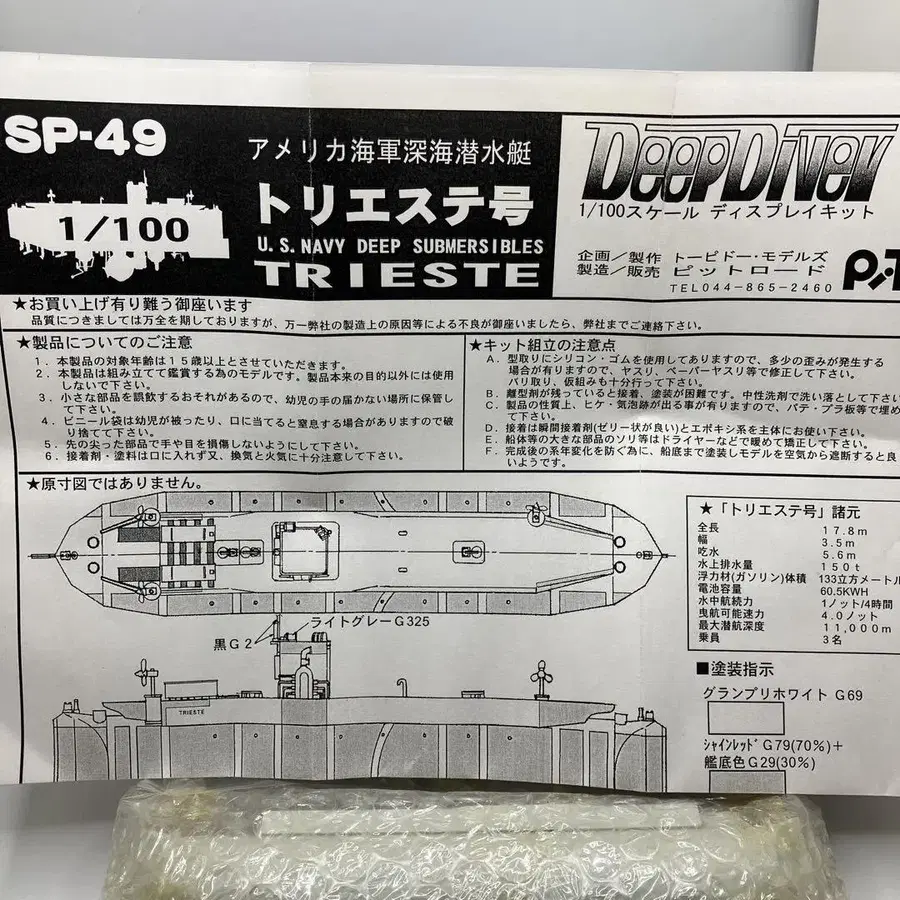 SP-49
1/100
アメリカ海軍深海潜水艇
トリエステ号
U.S. NAVY DEEP SUBMERSIBLES
TRIESTE
DeepDiver
1/100スケール ディスプレイキット
企画／製作 トーピドー・モデルズ
製造／販売 ピットロード
TEL044-865-2460
PiT
★お買い上げ有り難う御座います
品質につきましては万全を期しておりますが、万一弊社の製造上の原因等による不良が御座いましたら、弊社までご連絡下さい。
★製品についてのご注意
１．本製品の対象年齢は１５歳以上とさせていただきます。
２．本製品は組み立てて鑑賞する為のモデルです。製品本来の目的以外には使用
しないで下さい。
３．小さな部品を誤飲するおそれがあるので、幼児の手の届かない場所に保管し
て下さい。
４．ビニール袋は幼児が被ったり、口に当てると窒息する場合がありますので破
り捨てて下さい。
５．先の尖った部品で手や目を損傷しないようにして下さい。
６．接着剤・塗料は口に入れず又、換気と火気に十分注意して下さい。
★キット組立の注意点
Ａ．型取りにシリコン・ゴムを使用してありますので、多少の歪みが発生する
場合が有りますので、ヤスリ、ペーパーヤスリ等で修正して下さい。
バリ取り、仮組みも十分行って下さい。
Ｂ．離型剤が残っていると接着、塗装が困難です。中性洗剤で洗い落として下さい
Ｃ．製品の性質上、ヒケ・気泡跡が出る事が有りますので、パテ・プラ板等で埋め
て下さい。
Ｄ．接着は瞬間接着剤(ゼリー状が良い)とエポキシ系を主体にお使い下さい。
Ｅ．船体等の大きな部品のソリ等はドライヤーなどで暖めて矯正して下さい。
Ｆ．完成後の系年変化を防ぐ為に、船底まで塗装しモデルを空気から遮断すると良
いようです。
★原寸図ではありません。
★「トリエステ号」諸元
全長 17.8m
幅 3.5m
吃水 5.6m
水上排水量 150t
浮力材(ガソリン)体積 133立方メートル
電池容量 60.5KWH
水中航続力 1ノット/4時間
曳航可能速力 4.0ノット
最大潜航深度 11,000m
乗員 3名
ライトグレーG325
黒G2
TRIESTE
■塗装指示
グランプリホワイト G69
ｼｬｲﾝﾚｯﾄﾞG79(70%)＋
艦底色G29(30%)